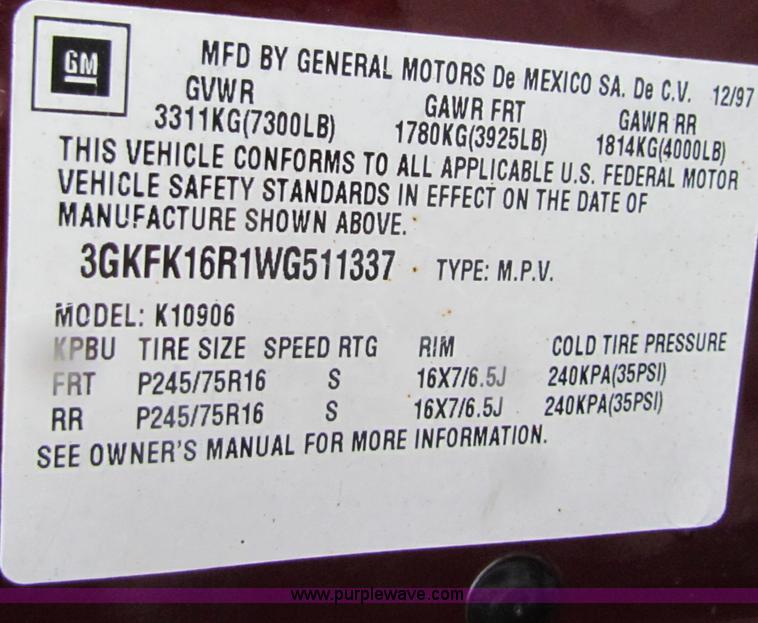 GM
MFD BY GENERAL MOTORS De MEXICO SA. De C.V. 12/97
GVWR GAWR FRT GAWR RR
3311KG(7300LB) 1780KG(3925LB) 1814KG(4000LB)
THIS VEHICLE CONFORMS TO ALL APPLICABLE U.S. FEDERAL MOTOR
VEHICLE SAFETY STANDARDS IN EFFECT ON THE DATE OF
MANUFACTURE SHOWN ABOVE.
3GKFK16R1WG511337 TYPE: M.P.V.
MODEL: K10906
KPBU TIRE SIZE SPEED RTG RIM COLD TIRE PRESSURE
FRT P245/75R16 S 16X7/6.5J 240KPA(35PSI)
RR P245/75R16 S 16X7/6.5J 240KPA(35PSI)
SEE OWNER'S MANUAL FOR MORE INFORMATION.
www.purplewave.com